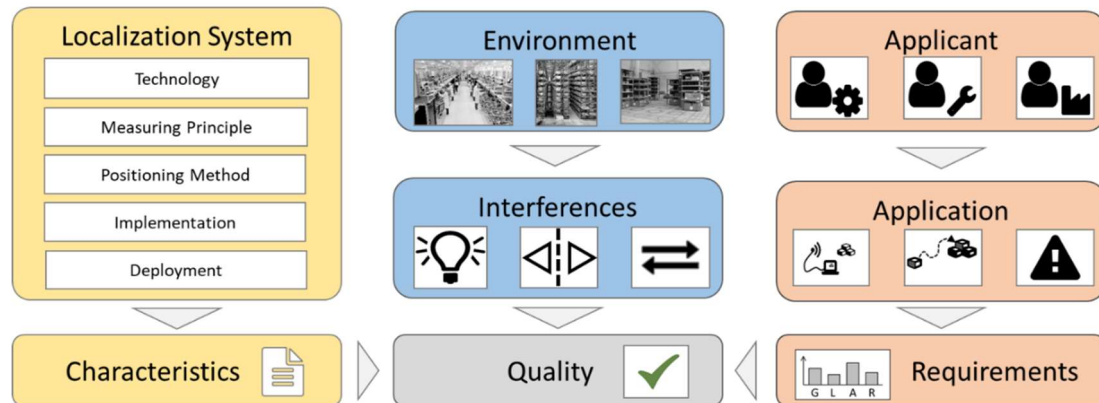 Localization System
Technology
Measuring Principle
Positioning Method
Implementation
Deployment
Characteristics
Environment
Interferences
Quality
Applicant
Application
G L A R
Requirements